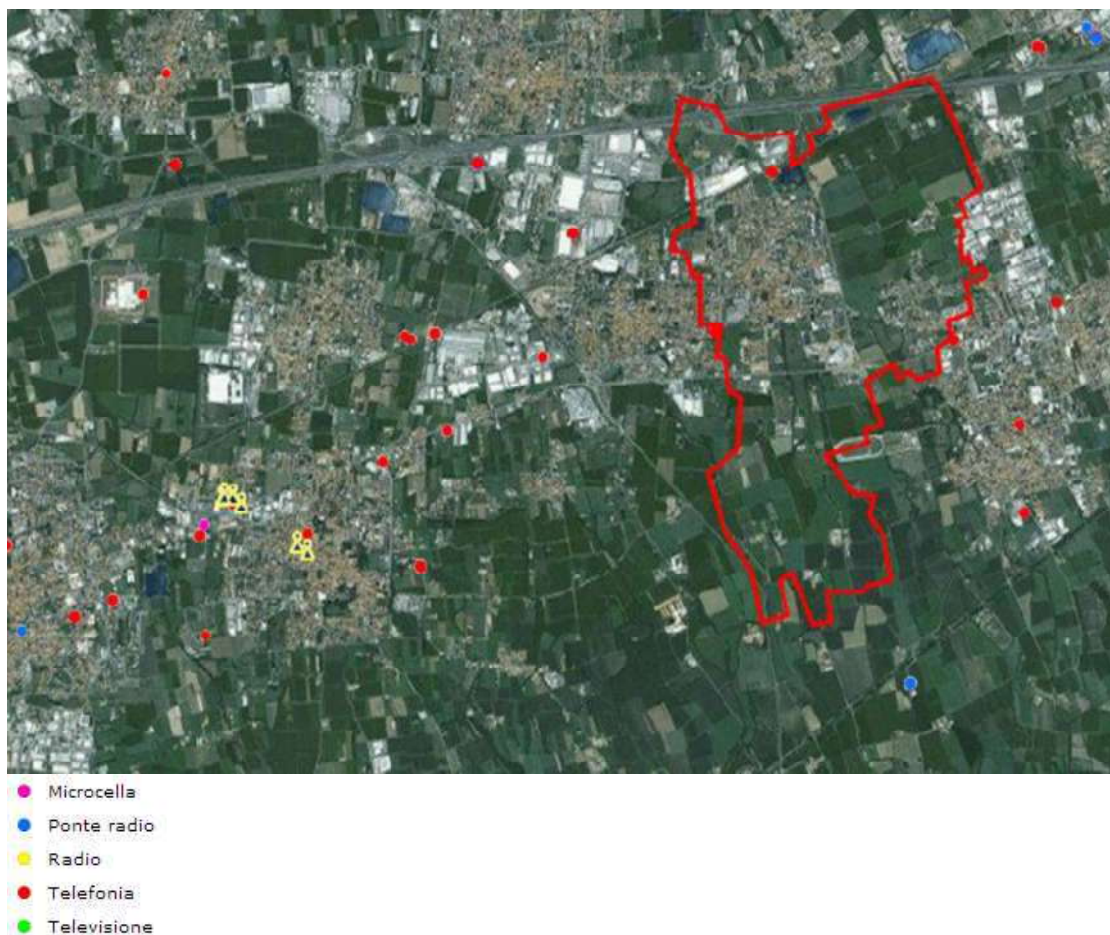 Microcella
Ponte radio
Radio
Telefonia
Televisione